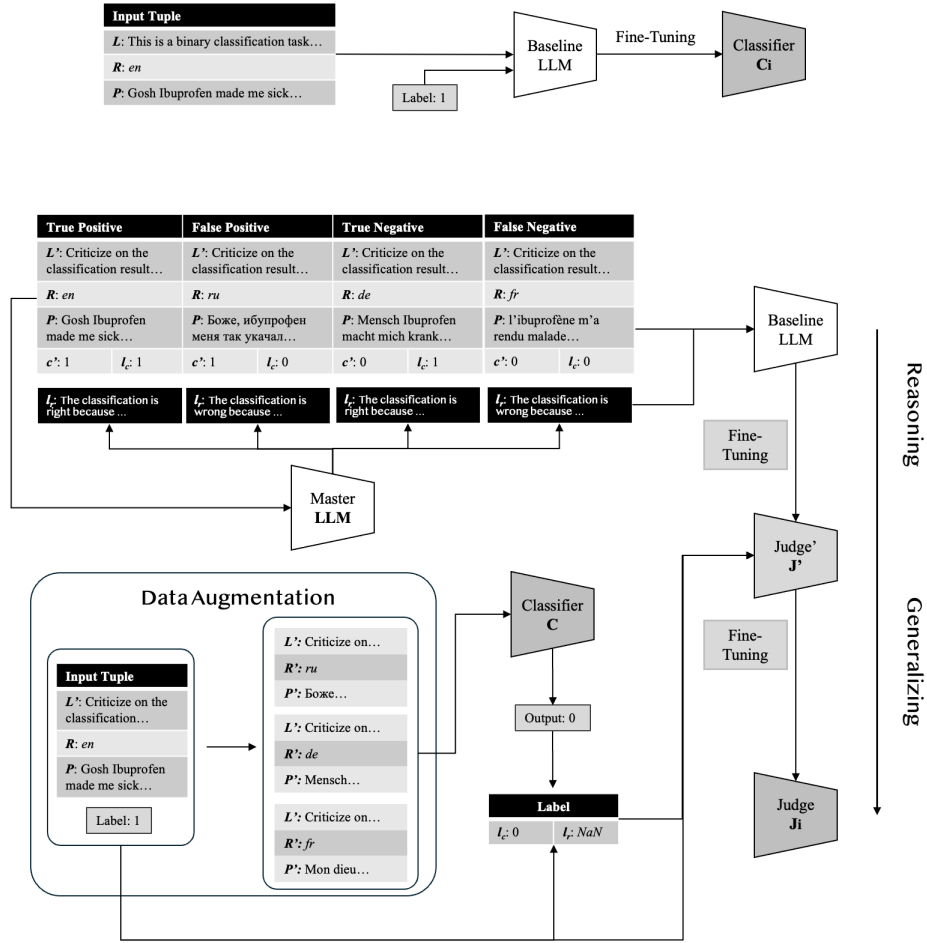 Input Tuple
L: This is a binary classification task…
R: en
P: Gosh Ibuprofen made me sick…
Label: 1
Baseline
LLM
Fine-Tuning
Classifier
Ci
True Positive
False Positive
True Negative
False Negative
L’: Criticize on the
classification result…
L’: Criticize on the
classification result…
L’: Criticize on the
classification result…
L’: Criticize on the
classification result…
R: en
R: ru
R: de
R: fr
P: Gosh Ibuprofen
made me sick…
P: Боже, ибупрофен
меня так укачал…
P: Mensch Ibuprofen
macht mich krank…
P: l’ibuprofène m’a
rendu malade…
c’: 1
lc: 1
c’: 1
lc: 0
c’: 0
lc: 1
c’: 0
lc: 0
lc: The classification is
right because …
lr: The classification is
wrong because …
lr: The classification is
right because …
lr: The classification is
wrong because …
Baseline
LLM
Reasoning
Fine-
Tuning
Master
LLM
Judge’
J’
Data Augmentation
Input Tuple
L’: Criticize on the
classification…
R: en
P: Gosh Ibuprofen
made me sick…
Label: 1
L’: Criticize on…
R’: ru
P’: Боже…
L’: Criticize on…
R’: de
P’: Mensch…
L’: Criticize on…
R’: fr
P’: Mon dieu…
Classifier
C
Output: 0
Label
lc: 0
lr: NaN
Fine-
Tuning
Generalizing
Judge
Ji